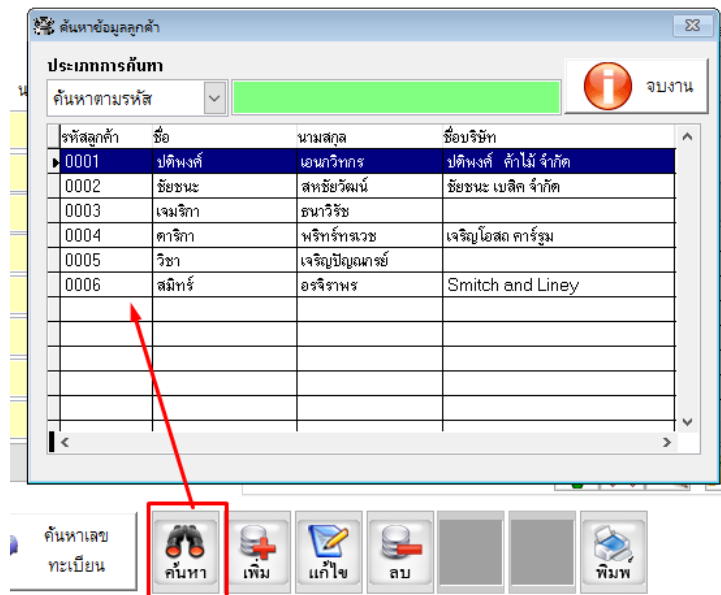 ค้นหาข้อมูลลูกค้า
ประเภทการค้นหา
ค้นหาตามรหัส
จบงาน
รหัสลูกค้า ชื่อ นามสกุล ชื่อบริษัท
0001 ปติพงศ์ เอนกวิทกร ปติพงศ์ ค้าไม้ จำกัด
0002 ชัยชนะ สหชัยวัฒน์ ชัยชนะ เบสิค จำกัด
0003 เจมริกา ธนาวิรัช
0004 ดาริกา พริทร์ทรเวช เจริญโอสถ คาร์รูม
0005 วิชา เจริญปัญญภรย์
0006 สมิทร์ อรจิราพร Smitch and Liney
ค้นหาเลข
ทะเบียน
ค้นหา เพิ่ม แก้ไข ลบ พิมพ์